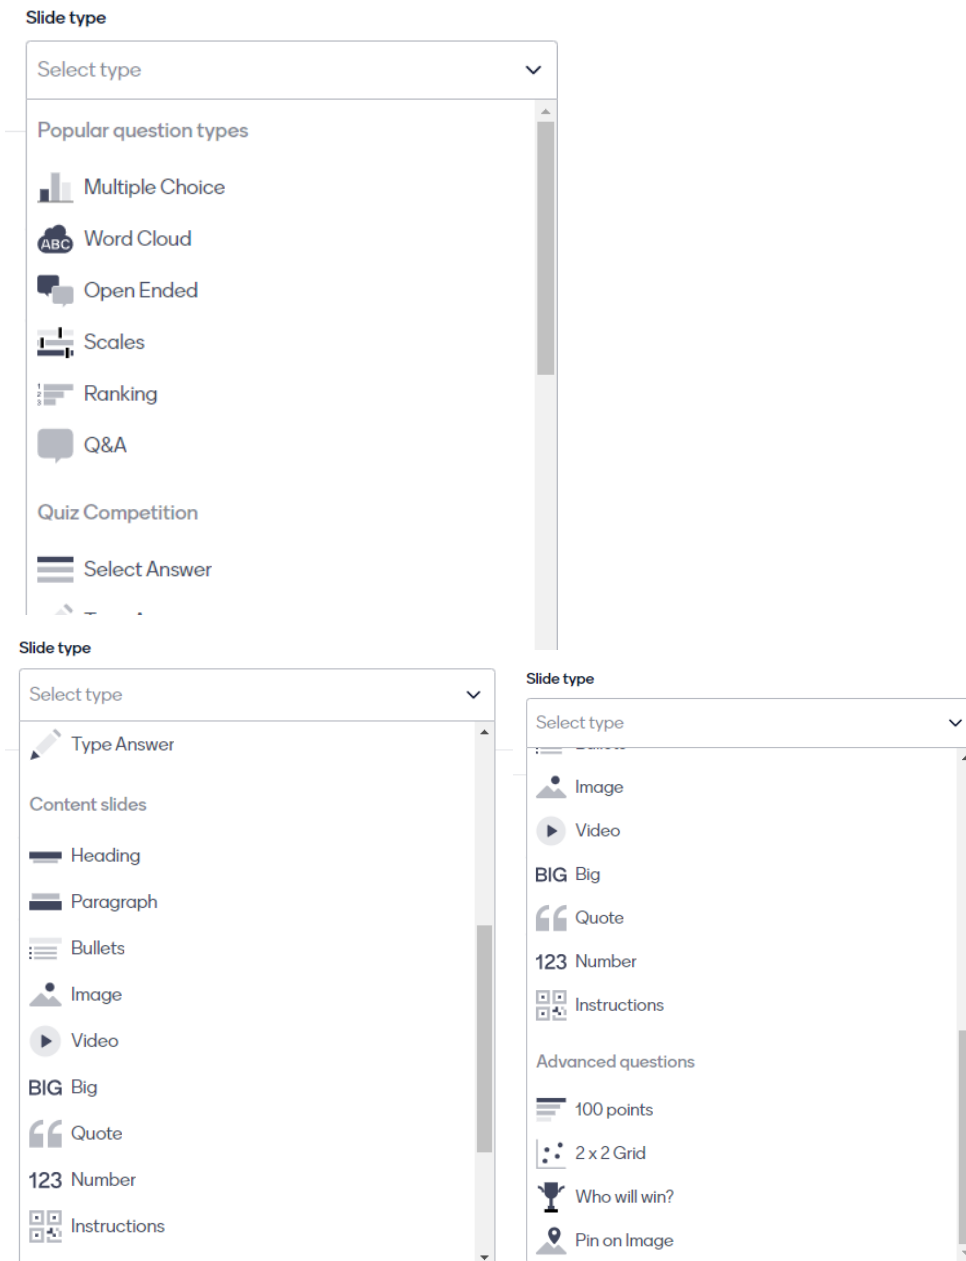 Slide type
Select type
Popular question types
Multiple Choice
ABC Word Cloud
Open Ended
Scales
1 2 3 Ranking
Q&A
Quiz Competition
Select Answer
Slide type
Select type
Type Answer
Content slides
Heading
Paragraph
Bullets
Image
Video
BIG Big
Quote
123 Number
Instructions
Slide type
Select type
Image
Video
BIG Big
Quote
123 Number
Instructions
Advanced questions
100 points
2 x 2 Grid
Who will win?
Pin on Image